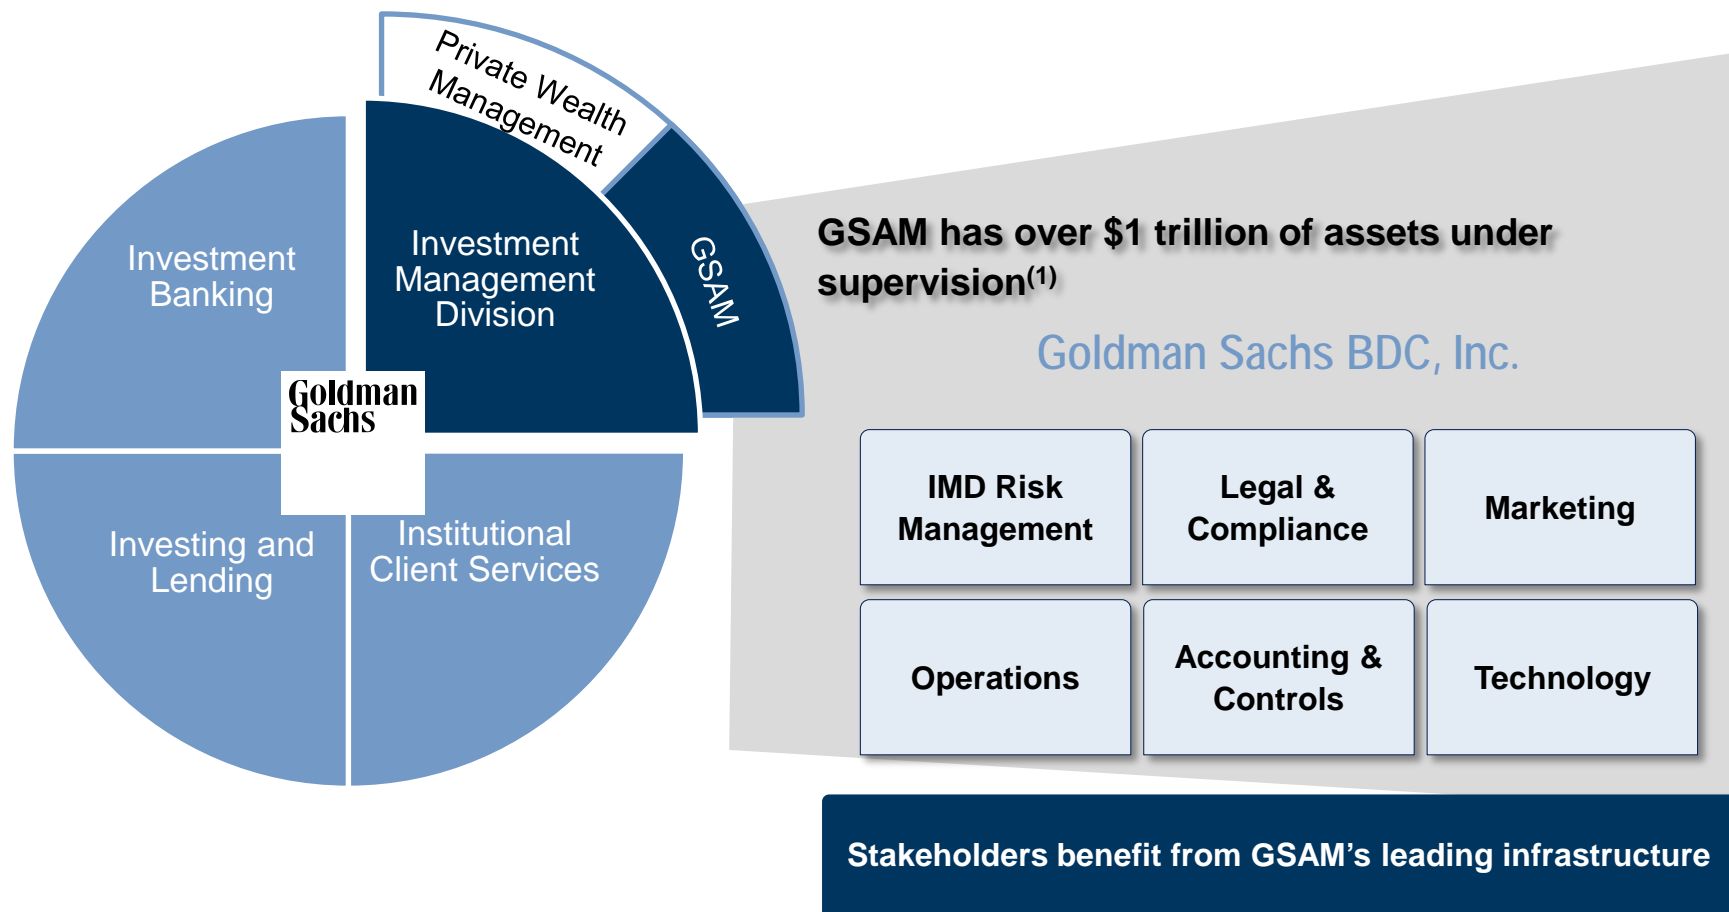 Private Wealth
Management
Investment
Banking
Investment
Management
Division
GSAM
Goldman
Sachs
Investing and
Lending
Institutional
Client Services
GSAM has over $1 trillion of assets under
supervision(1)
Goldman Sachs BDC, Inc.
IMD Risk
Management
Legal &
Compliance
Marketing
Operations
Accounting &
Controls
Technology
Stakeholders benefit from GSAM’s leading infrastructure